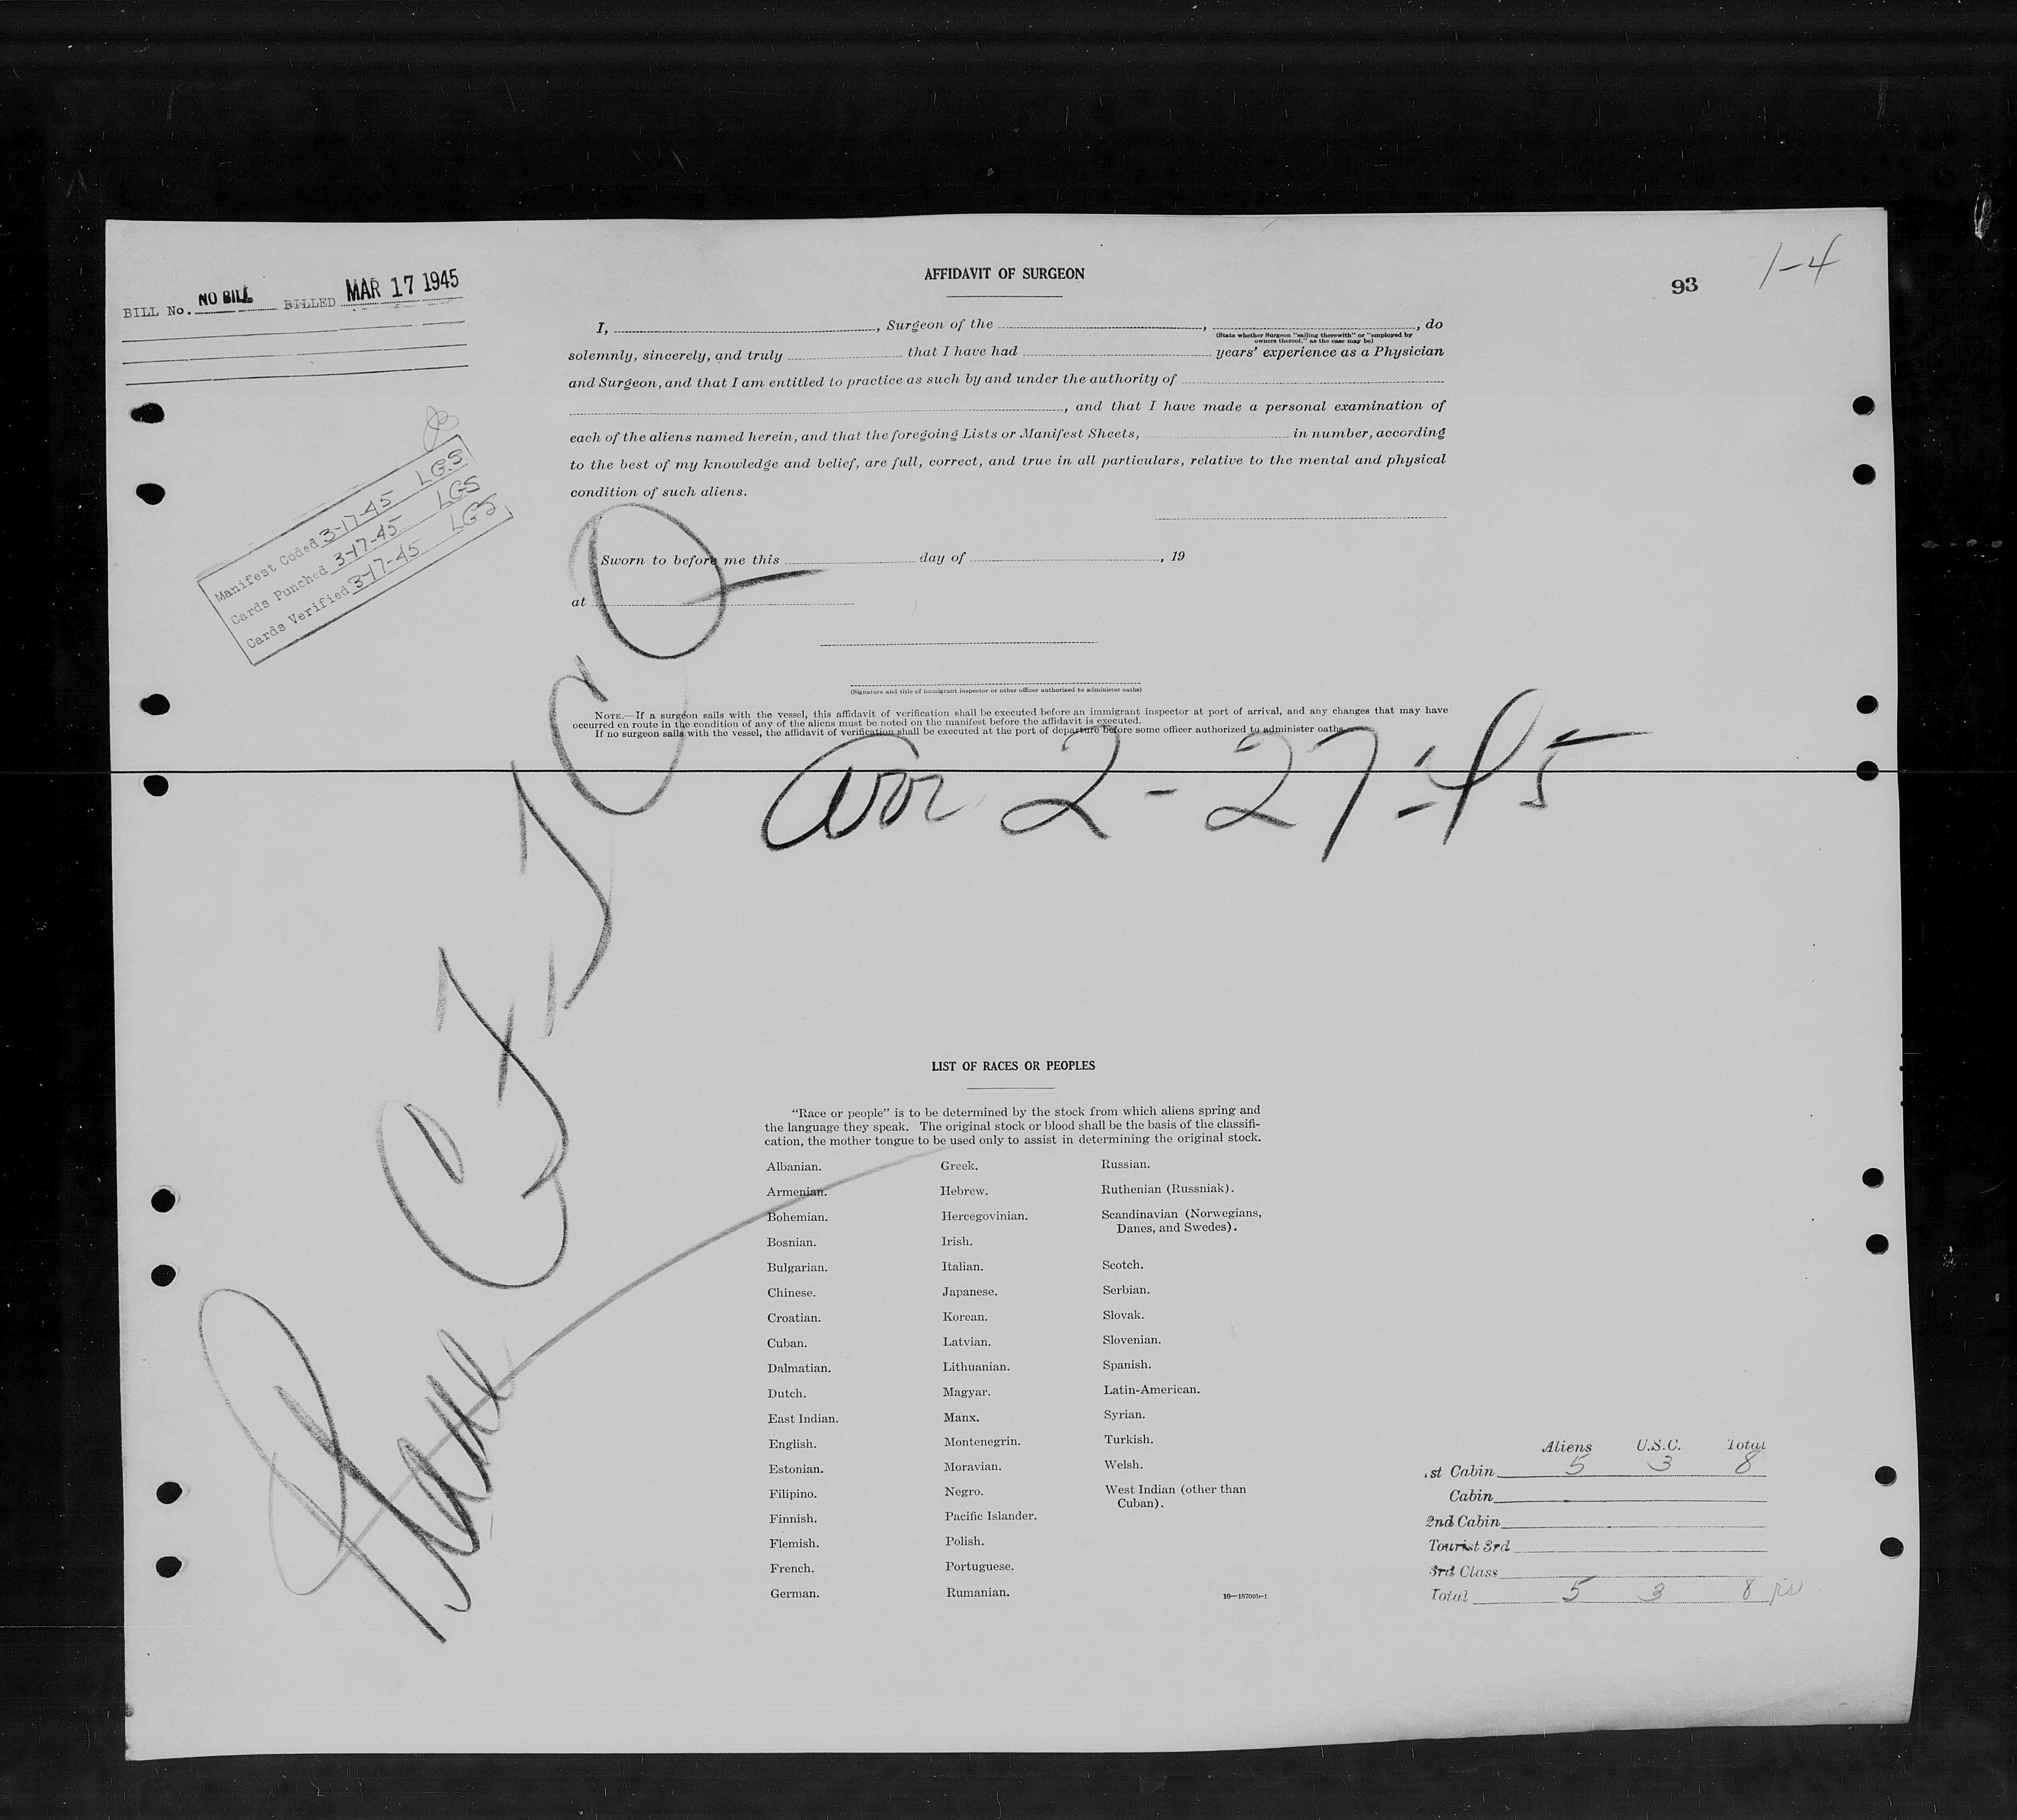 BILL No. NO BILL BILLED MAR 17 1945
AFFIDAVIT OF SURGEON
93
1-4
I, , Surgeon of the , , do
(State whether Surgeon "sailing therewith" or "employed by
owners thereof," as the case may be)
solemnly, sincerely, and truly that I have had years' experience as a Physician
and Surgeon, and that I am entitled to practice as such by and under the authority of
, and that I have made a personal examination of
each of the aliens named herein, and that the foregoing Lists or Manifest Sheets, in number, according
to the best of my knowledge and belief, are full, correct, and true in all particulars, relative to the mental and physical
condition of such aliens.
Manifest Coded 3-17-45 LGS
Cards Punched 3-17-45 LGS
Cards Verified 3-17-45 LGS
Sworn to before me this day of , 19
at
(Signature and title of immigrant inspector or other officer authorized to administer oaths)
NOTE.—If a surgeon sails with the vessel, this affidavit of verification shall be executed before an immigrant inspector at port of arrival, and any changes that may have
occurred en route in the condition of any of the aliens must be noted on the manifest before the affidavit is executed.
If no surgeon sails with the vessel, the affidavit of verification shall be executed at the port of departure before some officer authorized to administer oaths.
2-27-45
Plane
LIST OF RACES OR PEOPLES
"Race or people" is to be determined by the stock from which aliens spring and
the language they speak. The original stock or blood shall be the basis of the classifi-
cation, the mother tongue to be used only to assist in determining the original stock.
Albanian.
Armenian.
Bohemian.
Bosnian.
Bulgarian.
Chinese.
Croatian.
Cuban.
Dalmatian.
Dutch.
East Indian.
English.
Estonian.
Filipino.
Finnish.
Flemish.
French.
German.
Greek.
Hebrew.
Hercegovinian.
Irish.
Italian.
Japanese.
Korean.
Latvian.
Lithuanian.
Magyar.
Manx.
Montenegrin.
Moravian.
Negro.
Pacific Islander.
Polish.
Portuguese.
Rumanian.
Russian.
Ruthenian (Russniak).
Scandinavian (Norwegians,
Danes, and Swedes).
Scotch.
Serbian.
Slovak.
Slovenian.
Spanish.
Latin-American.
Syrian.
Turkish.
Welsh.
West Indian (other than
Cuban).
Aliens U.S.C. Total
1st Cabin 5 3 8
Cabin
2nd Cabin
Tourist 3rd
3rd Class
Total 5 3 8